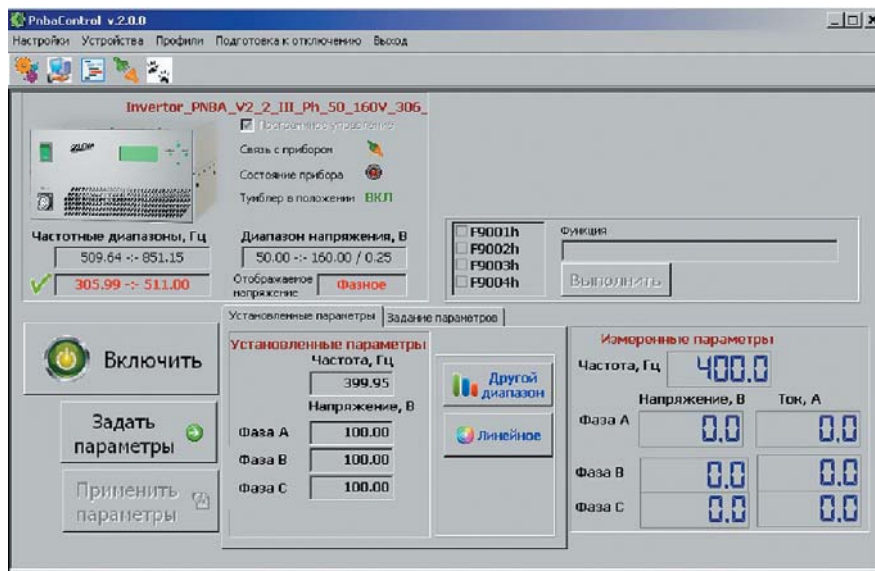 PnbaControl v.2.0.0
Настройки Устройства Профили Подготовка к отключению Выход
Invertor_PNBA_V2_2_III_Ph_50_160V_306_
Программное управление
Связь с прибором
Состояние прибора
Тумблер в положении ВКЛ
Частотные диапазоны, Гц
509.64 -:- 851.15
305.99 -:- 511.00
Диапазон напряжения, В
50.00 -:- 160.00 / 0.25
Отображаемое напряжение
Фазное
F9001h
F9002h
F9003h
F9004h
Функция
Выполнить
Включить
Задать параметры
Применить параметры
Установленные параметры
Задание параметров
Установленные параметры
Частота, Гц
399.95
Напряжение, В
Фаза A 100.00
Фаза B 100.00
Фаза C 100.00
Другой диапазон
Линейное
Измеренные параметры
Частота, Гц 400.0
Напряжение, В Ток, А
Фаза A 0.0 0.0
Фаза B 0.0 0.0
Фаза C 0.0 0.0